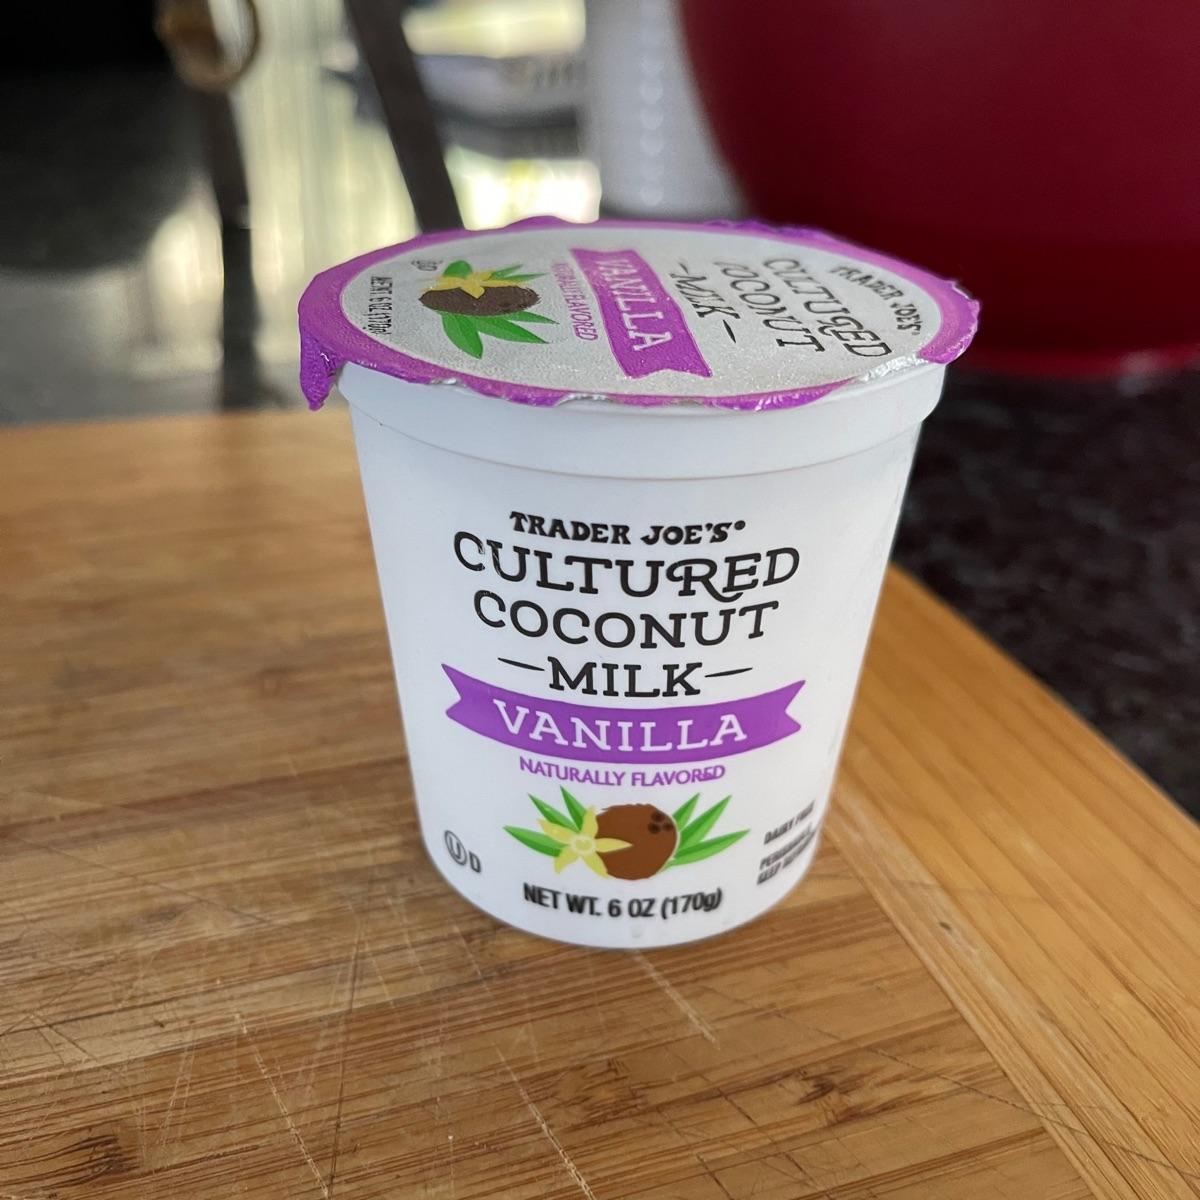 TRADER JOE'S
CULTURED
COCONUT
MILK
VANILLA
NATURALLY FLAVORED
NET WT. 6 OZ (170g)
TRADER JOE'S®
CULTURED
COCONUT
—MILK—
VANILLA
NATURALLY FLAVORED
U D
DAIRY
KEEP
NET WT. 6 OZ (170g)